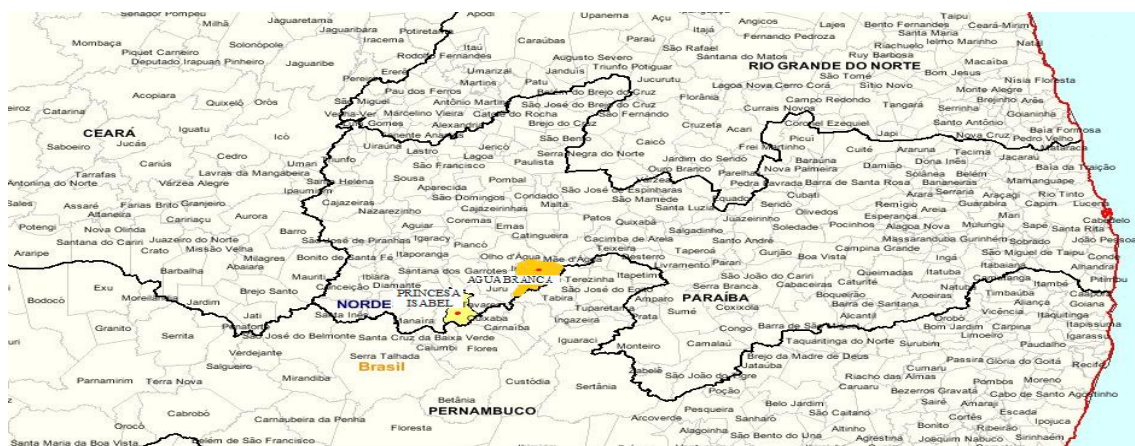 Senador Pompeu
Milhã
Jaguaretama
Jaguaribara
Potiretama
Apodi
Upanema
Açu
Angicos
Lajes
Bento Fernandes
Taipu
Ceará-Mirim
Iracema
Itaú
Caraúbas
Paraú
Itajá
Fernando Pedroza
Riachuelo
Santa Maria
Ielmo Marinho
Natal
Mombaça
Solonópole
Rodolfo Fernandes
São Rafael
Ruy Barbosa
Piquet Carneiro
Deputado Irapuan Pinheiro
Jaguaribe
Ererê
Umarizal
Augusto Severo
Triunfo Potiguar
Santana do Matos
RIO GRANDE DO NORTE
Macaíba
Pereiro
Martins
Patu
Janduís
Jucurutu
São Tomé
Bom Jesus
Nísia Floresta
Acopiara
Pau dos Ferros
Belém do Brejo do Cruz
Florânia
Lagoa Nova
Cerro Corá
Sítio Novo
Monte Alegre
Catarina
Quixelô
Orós
São Miguel
Antônio Martins
São José do Brejo do Cruz
Currais Novos
Campo Redondo
Tangará
Brejinho
Arês
Venha-Ver
Marcelino Vieira
Catolé do Rocha
São Fernando
Serrinha
Goianinha
CEARÁ
Iguatu
Icó
Alexandria
Brejo do Cruz
Cruzeta
Acari
Coronel Ezequiel
Santo Antônio
Saboeiro
Jucás
Tenente Ananias
São Bento
Caicó
Picuí
Japi
Nova Cruz
Baía Formosa
Pedro Velho
Uiraúna
Lastro
Jericó
Frei Martinho
Cuité
Araruna
Mataraca
Cariús
Cedro
Umari
Triunfo
Lagoa
Paulista
Serra Negra do Norte
Jardim do Seridó
Baraúna
Tacima
Jacaraú
Tarrafas
Lavras da Mangabeira
São Francisco
Ouro Branco
Parelhas
Nova Palmeira
Damião
Dona Inês
Baía da Traição
Antonina do Norte
Várzea Alegre
Ipaumirim
Santa Helena
Sousa
Pombal
Várzea
Equador
Pedra Lavrada
Barra de Santa Rosa
Solânea
Belém
Bananeiras
Mamanguape
Aparecida
São José de Espinharas
Cubati
Arara
Serraria
Araçagi
Rio Tinto
Assaré
Farias Brito
Granjeiro
Cajazeiras
São Domingos
Condado
São Mamede
Seridó
Remígio
Areia
Guarabira
Capim
Lucena
Altaneira
Aurora
Nazarezinho
Cajazeirinhas
Malta
Santa Luzia
Olivedos
Esperança
Mari
Cabedelo
Potengi
Nova Olinda
Caririaçu
Barro
Aguiar
Coremas
Emas
Patos
Quixabá
Juazeirinho
Soledade
Pocinhos
Alagoa Nova
Mulungu
Sapé
Santa Rita
Santana do Cariri
Juazeiro do Norte
São José de Piranhas
Igaracy
Piancó
Catingueira
Salgadinho
Massaranduba
Gurinhém
Sobrado
João Pessoa
Crato
Missão Velha
Cacimba de Areia
Santo André
Campina Grande
Araripe
Milagres
Bonito de Santa Fé
Itaporanga
Olho d'Água
Teixeira
Taperoá
Gurjão
Boa Vista
Ingá
São Miguel de Taipu
Conde
Barbalha
Abaiara
Mãe d'Água
Desterro
Livramento
Parari
Itatuba
Itabaiana
Alhandra
Mauriti
Ibiara
Santana dos Garrotes
São João do Cariri
Queimadas
Pitimbu
Exu
Brejo Santo
Conceição
Diamante
AGUA BRANCA
Itapetim
Serra Branca
Cabaceiras
Caturité
Natuba
Itambé
Moreilândia
Jardim
Juru
São José do Egito
Boqueirão
Aroeiras
Timbaúba
Goiana
Bodocó
PRINCESA
ISABEL
NORDE
Tabira
Amparo
Coxixola
PARAÍBA
Barra de Santana
Aliança
Jati
Santa Inês
Manaíra
Quixaba
Tuparetama
Prata
Sumé
Alcantil
Orobó
Vicência
Itaquitinga
Granito
Penaforte
Carnaíba
Ingazeira
Barra de São Miguel
Bom Jardim
Carpina
Itapissuma
Serrita
São José do Belmonte
Santa Cruz da Baixa Verde
Iguaraci
Monteiro
Camalaú
Taquaritinga do Norte
Surubim
Limoeiro
Paudalho
Igarassu
Verdejante
Calumbi
Flores
Brejo da Madre de Deus
Jataúba
Passira
Glória do Goitá
Salgueiro
Serra Talhada
Brasil
São João do Tigre
Cumaru
Recife
Parnamirim
Terra Nova
Mirandiba
Custódia
Sertânia
Poção
Riacho das Almas
Caruaru
Bezerros
Gravatá
Pombos
Moreno
Cabo de Santo Agostinho
Betânia
Pesqueira
Belo Jardim
Sairé
Amaraji
Cabrobó
Carnaubeira da Penha
PERNAMBUCO
Arcoverde
Sanharó
São Caitano
Cortês
Escada
Orocó
Floresta
Alagoinha
Altinho
Bonito
Ribeirão
Ipojuca
Santa Maria da Boa Vista
Belém de São Francisco
São Bento do Una
Agrestina
Joaquim Nabuco
Sirinhaém